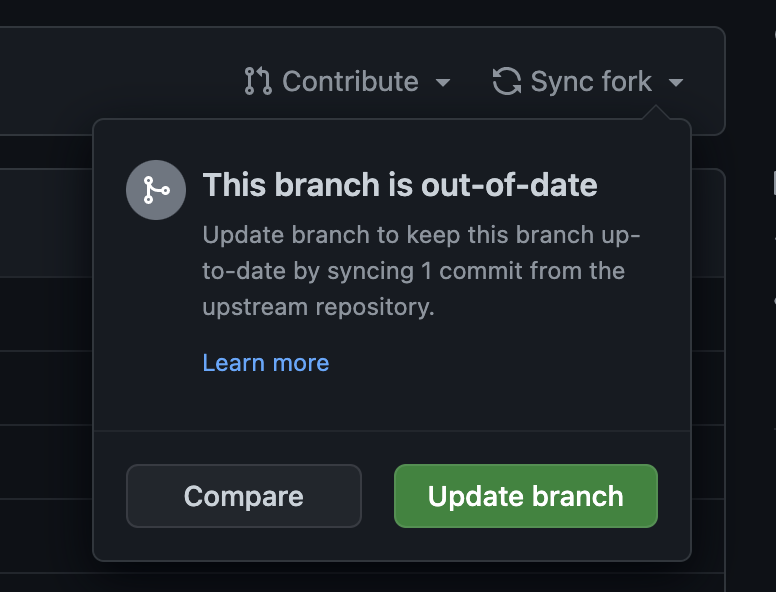 Contribute
Sync fork
This branch is out-of-date
Update branch to keep this branch up-
to-date by syncing 1 commit from the
upstream repository.
Learn more
Compare
Update branch